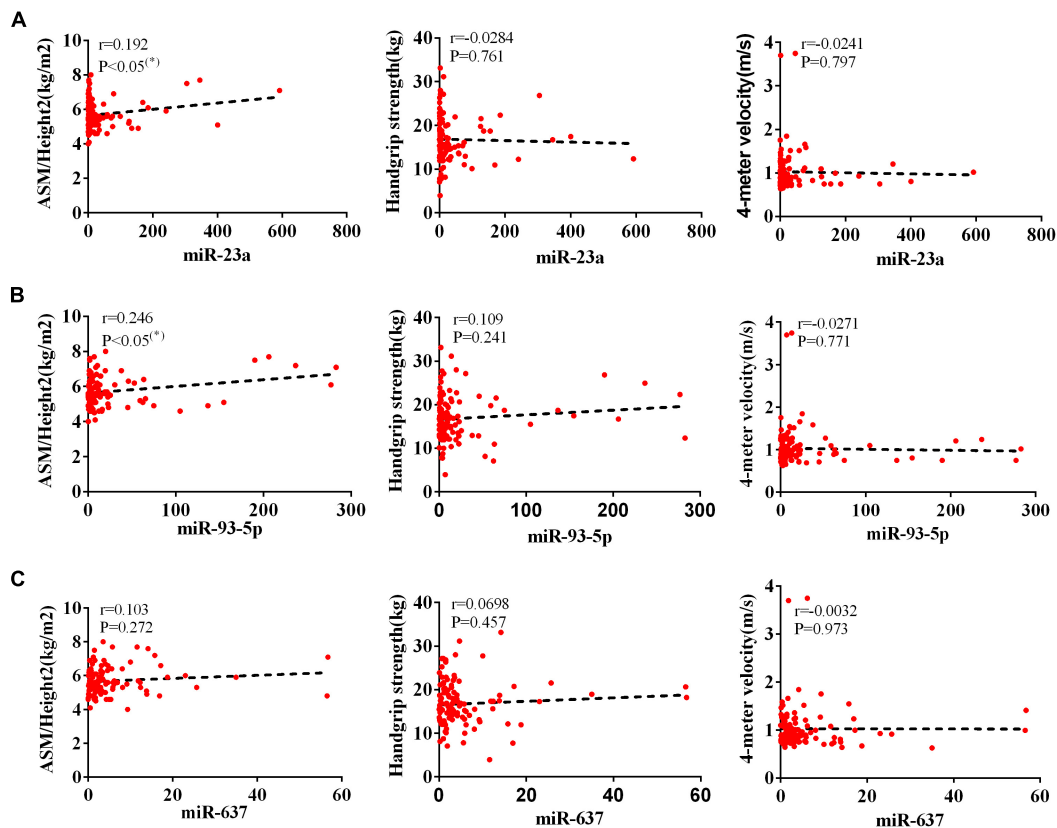 A
r=0.192
P<0.05(*)
ASM/Height2(kg/m2)
10
8
6
4
2
0
0 200 400 600 800
miR-23a
r=-0.0284
P=0.761
Handgrip strength(kg)
40
30
20
10
0
0 200 400 600 800
miR-23a
r=-0.0241
P=0.797
4-meter velocity(m/s)
4
3
2
1
0
0 200 400 600 800
miR-23a
B
r=0.246
P<0.05(*)
ASM/Height2(kg/m2)
10
8
6
4
2
0
0 100 200 300
miR-93-5p
r=0.109
P=0.241
Handgrip strength(kg)
40
30
20
10
0
0 100 200 300
miR-93-5p
r=-0.0271
P=0.771
4-meter velocity(m/s)
4
3
2
1
0
0 100 200 300
miR-93-5p
C
r=0.103
P=0.272
ASM/Height2(kg/m2)
10
8
6
4
2
0
0 20 40 60
miR-637
r=0.0698
P=0.457
Handgrip strength(kg)
40
30
20
10
0
0 20 40 60
miR-637
r=-0.0032
P=0.973
4-meter velocity(m/s)
4
3
2
1
0
0 20 40 60
miR-637